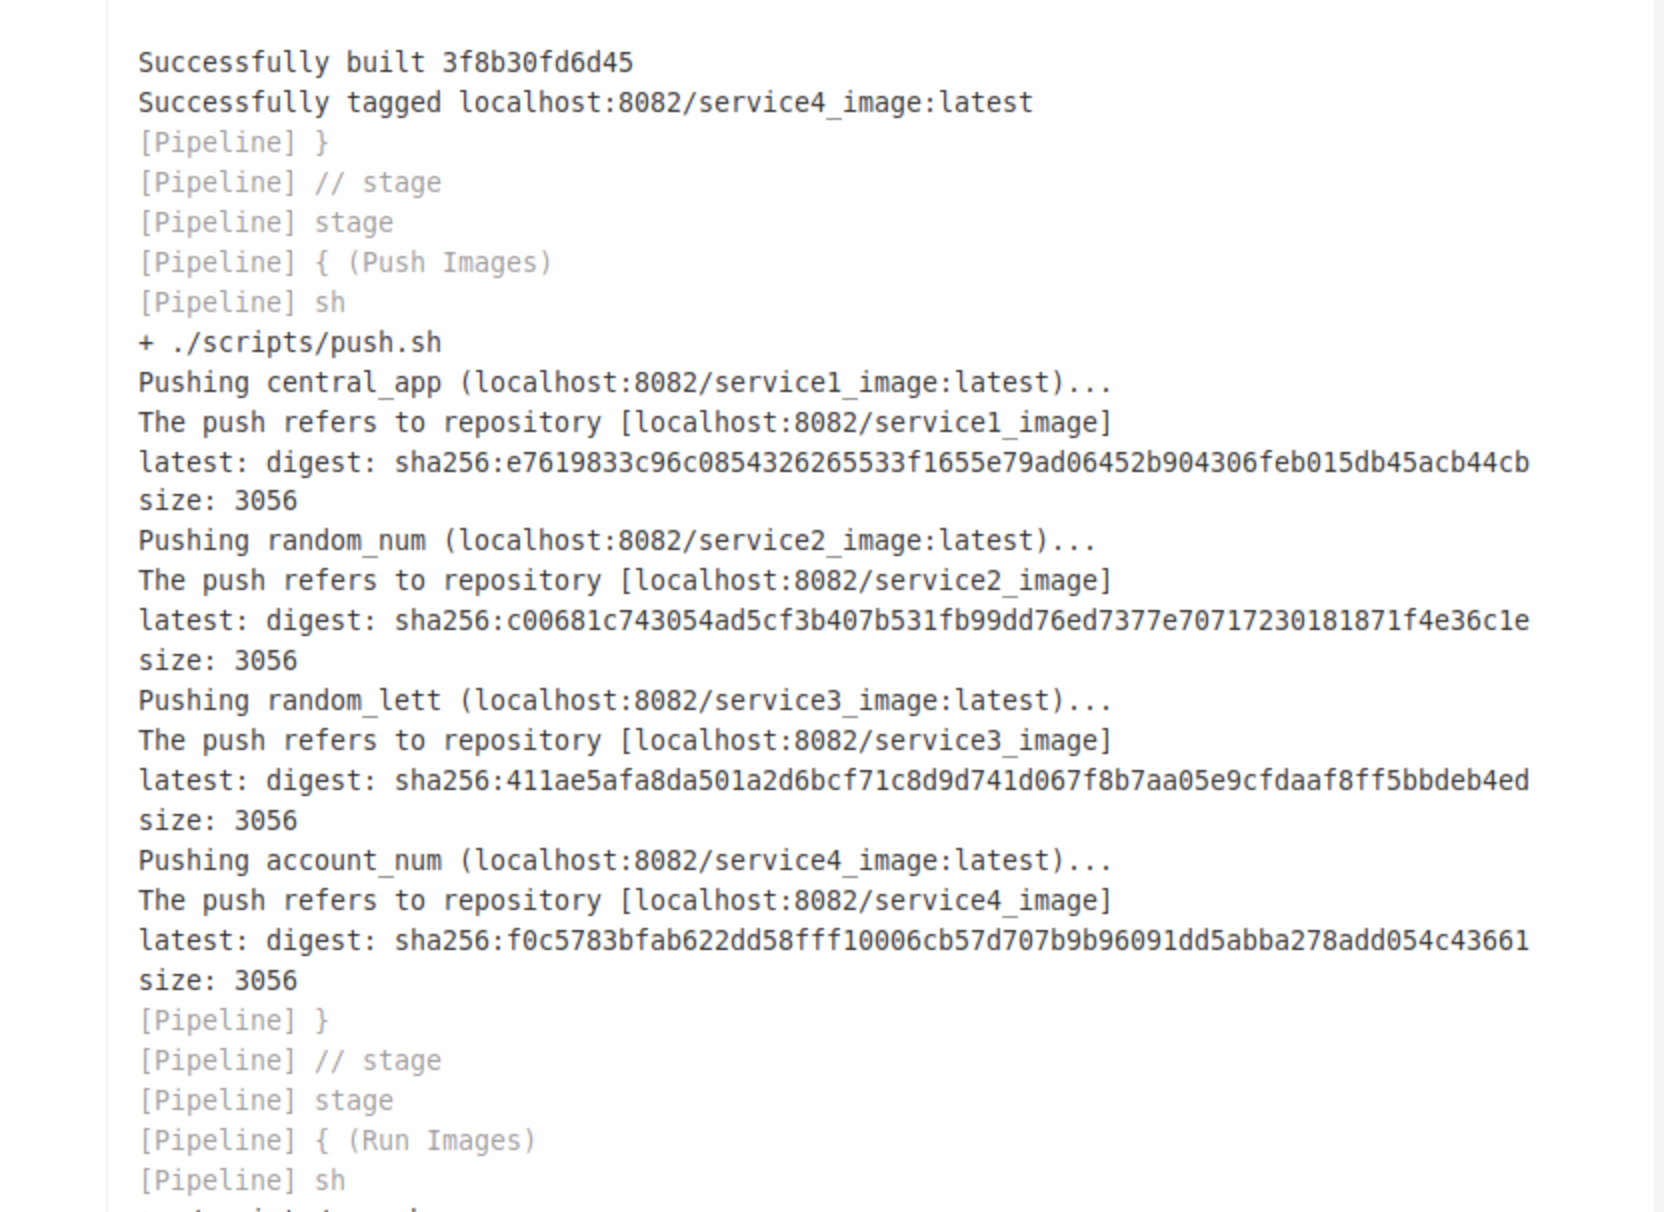 Successfully built 3f8b30fd6d45
Successfully tagged localhost:8082/service4_image:latest
[Pipeline] }
[Pipeline] // stage
[Pipeline] stage
[Pipeline] { (Push Images)
[Pipeline] sh
+ ./scripts/push.sh
Pushing central_app (localhost:8082/service1_image:latest)...
The push refers to repository [localhost:8082/service1_image]
latest: digest: sha256:e7619833c96c0854326265533f1655e79ad06452b904306feb015db45acb44cb
size: 3056
Pushing random_num (localhost:8082/service2_image:latest)...
The push refers to repository [localhost:8082/service2_image]
latest: digest: sha256:c00681c743054ad5cf3b407b531fb99dd76ed7377e70717230181871f4e36c1e
size: 3056
Pushing random_lett (localhost:8082/service3_image:latest)...
The push refers to repository [localhost:8082/service3_image]
latest: digest: sha256:411ae5afa8da501a2d6bcf71c8d9d741d067f8b7aa05e9cfdaaf8ff5bbdeb4ed
size: 3056
Pushing account_num (localhost:8082/service4_image:latest)...
The push refers to repository [localhost:8082/service4_image]
latest: digest: sha256:f0c5783bfab622dd58fff10006cb57d707b9b96091dd5abba278add054c43661
size: 3056
[Pipeline] }
[Pipeline] // stage
[Pipeline] stage
[Pipeline] { (Run Images)
[Pipeline] sh